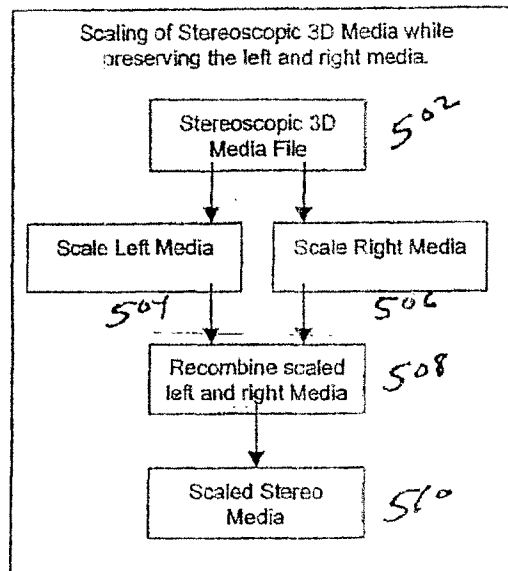 Scaling of Stereoscopic 3D Media while
preserving the left and right media.
Stereoscopic 3D
Media File
502
Scale Left Media
Scale Right Media
504
506
Recombine scaled
left and right Media
508
Scaled Stereo
Media
510